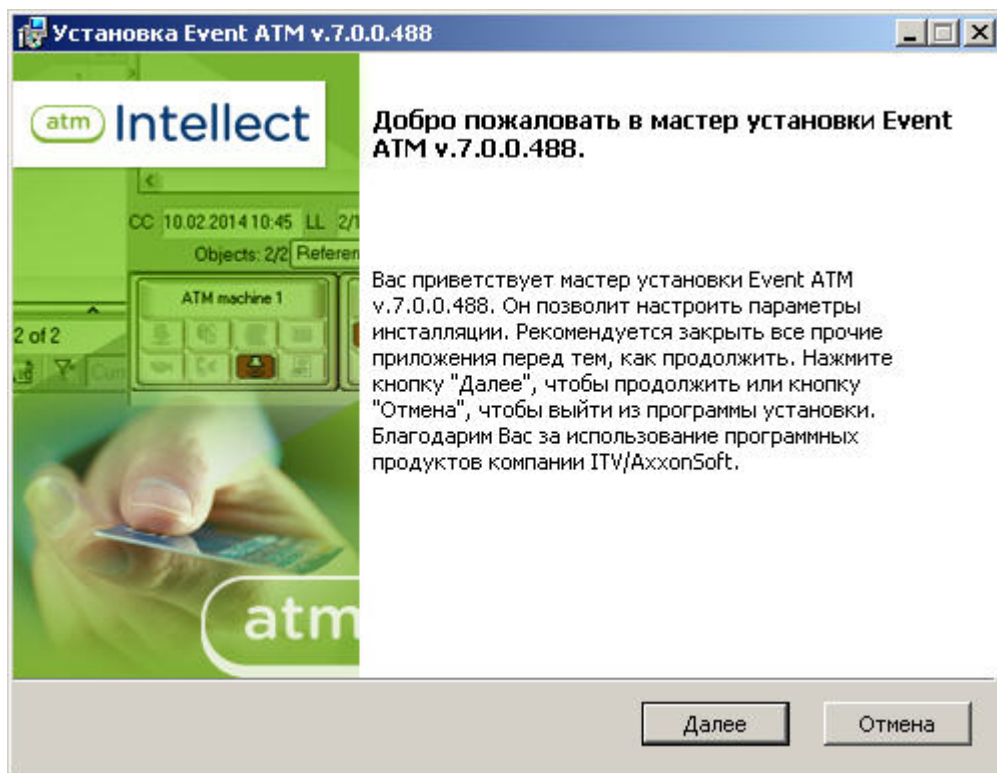 Установка Event ATM v.7.0.0.488
atm Intellect
CC 10.02.2014 10:45 LL 2/1
Objects: 2/2 Referen
ATM machine 1
2 of 2
atm
Добро пожаловать в мастер установки Event
ATM v.7.0.0.488.
Вас приветствует мастер установки Event ATM
v.7.0.0.488. Он позволит настроить параметры
инсталляции. Рекомендуется закрыть все прочие
приложения перед тем, как продолжить. Нажмите
кнопку "Далее", чтобы продолжить или кнопку
"Отмена", чтобы выйти из программы установки.
Благодарим Вас за использование программных
продуктов компании ITV/AxxonSoft.
Далее
Отмена